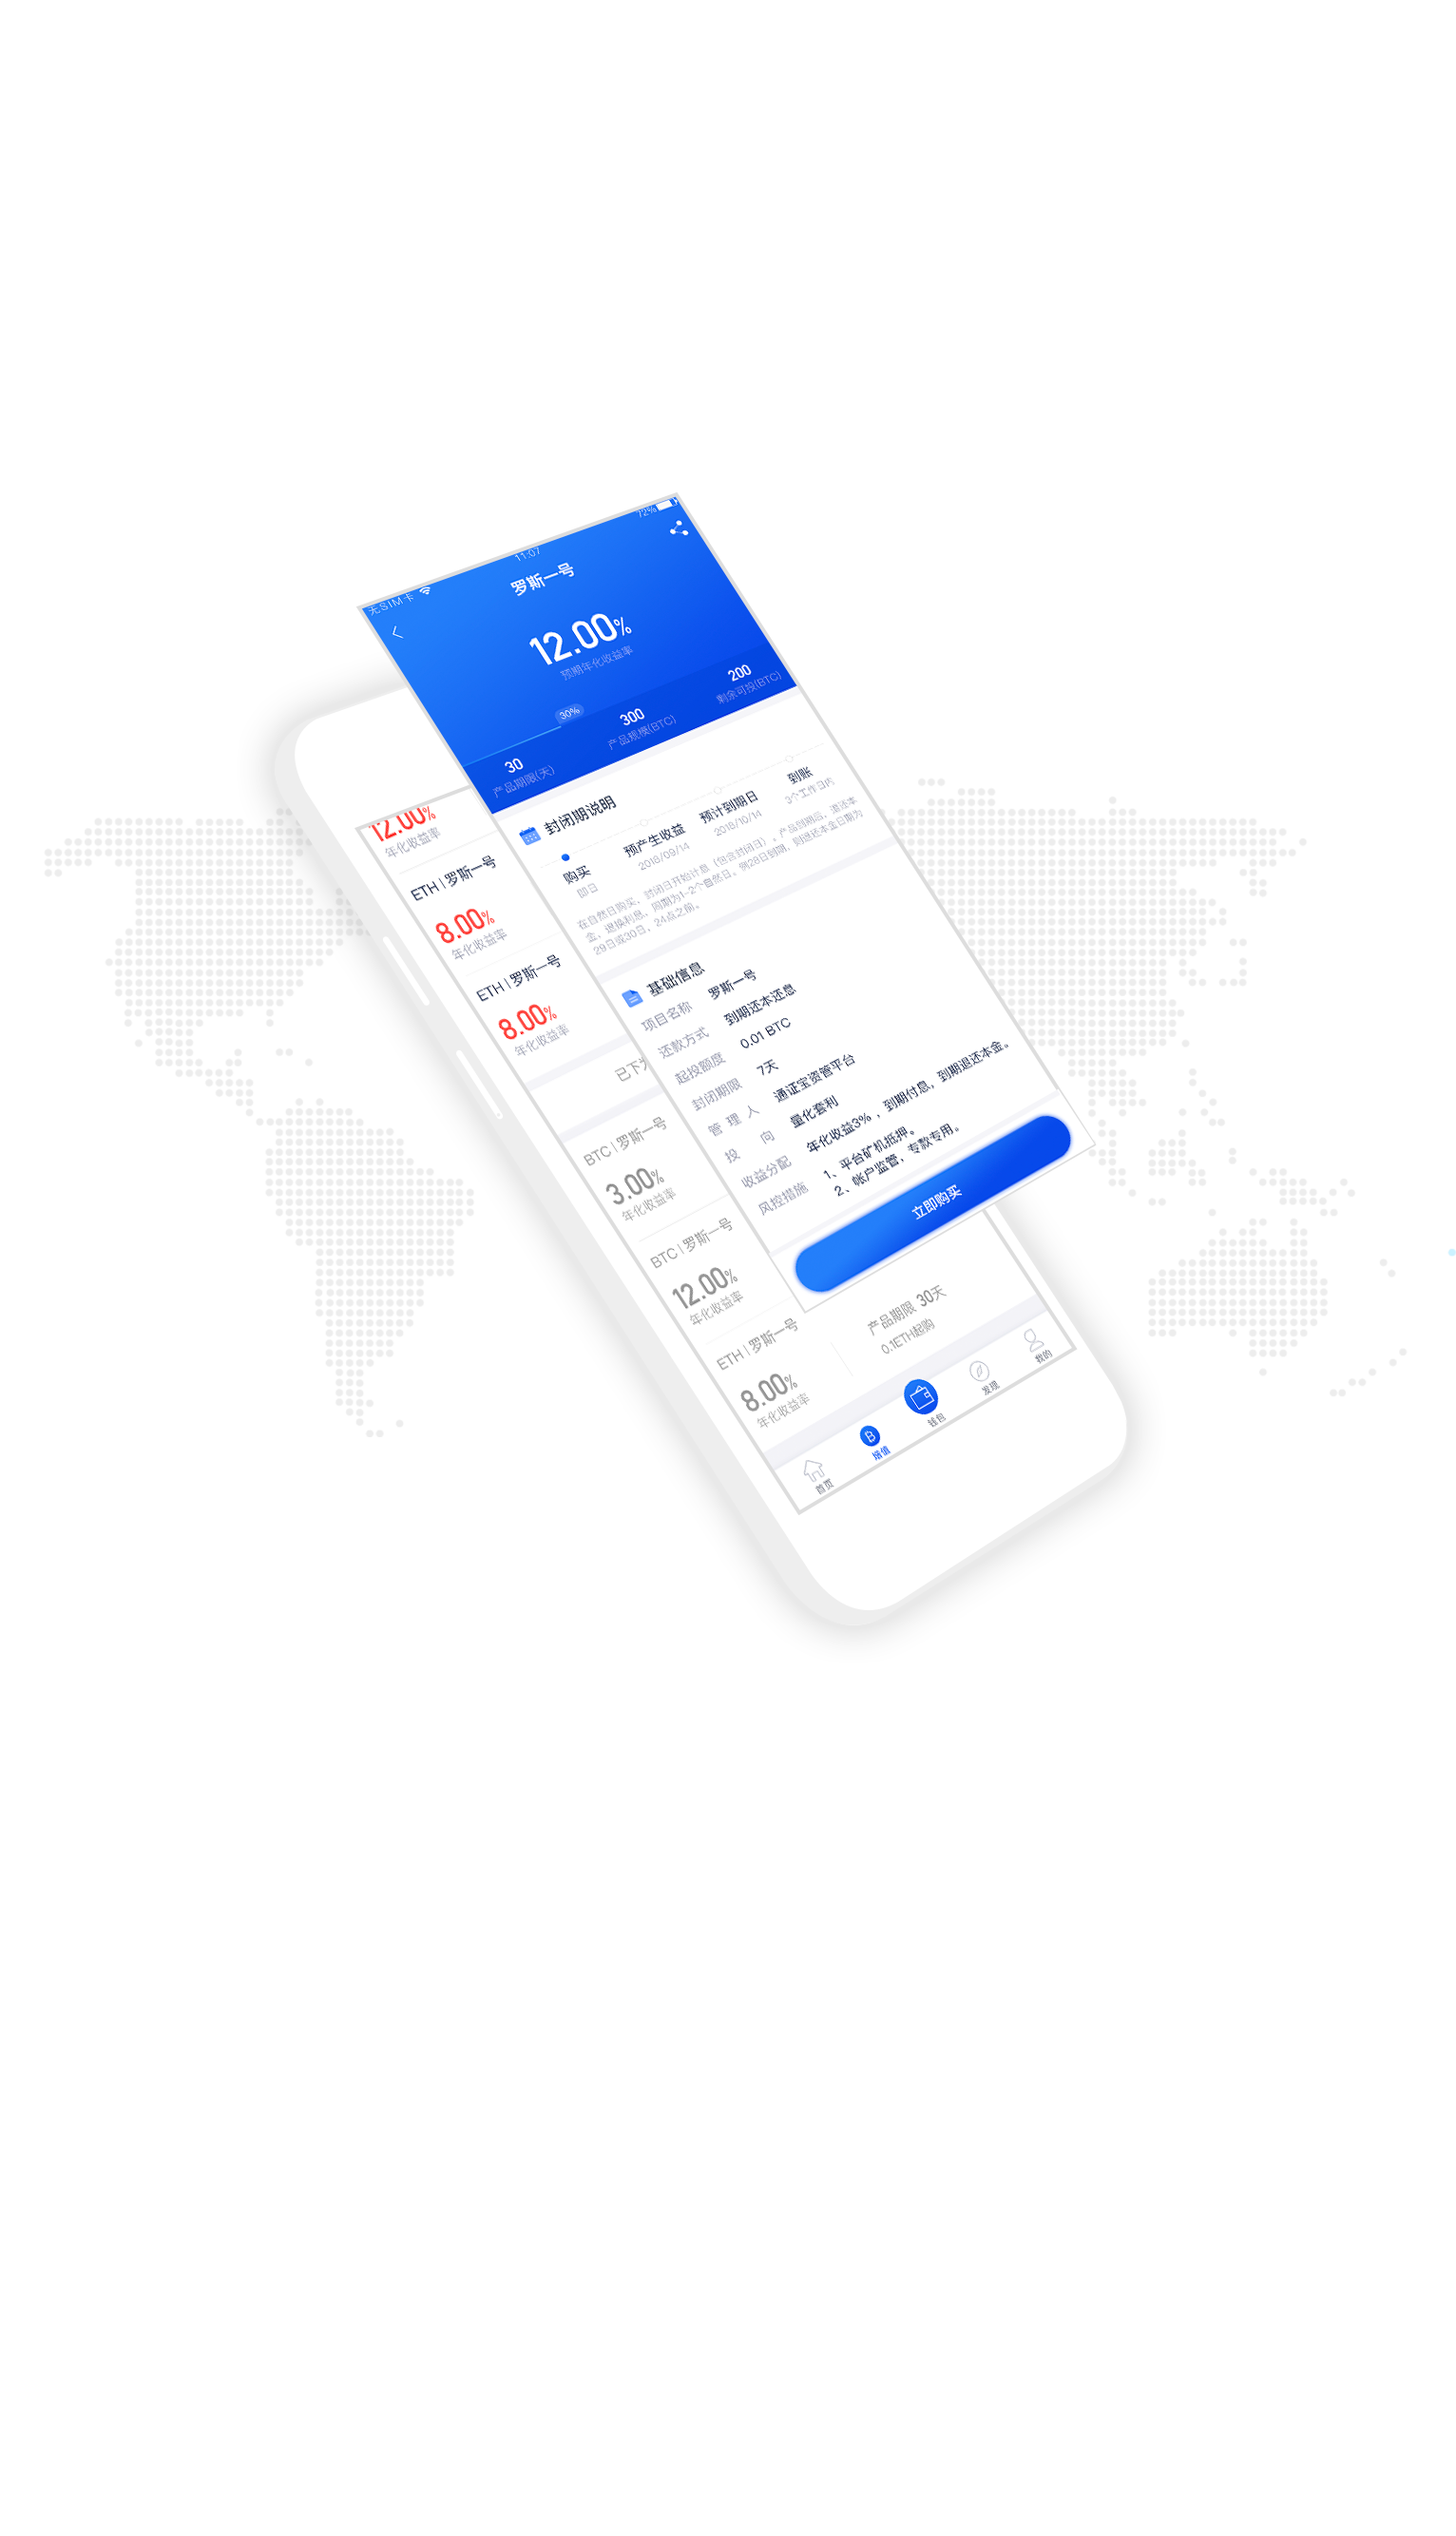 无SIM卡
11:07
72%
罗斯一号
12.00%
预期年化收益率
30%
30
产品期限(天)
300
产品规模(BTC)
200
剩余可投(BTC)
封闭期说明
购买
即日
预产生收益
2018/09/14
预计到期日
2018/10/14
到账
3个工作日内
在自然日购买，封闭日开始计息（包含封闭日），产品到期后，退还本
金，退换利息，周期为1-2个自然日。例28日到期，则退还本金日期为
29日或30日，24点之前。
基础信息
项目名称 罗斯一号
还款方式 到期还本还息
起投额度 0.01 BTC
封闭期限 7天
管 理 人 通证宝资管平台
投 向 量化套利
收益分配 年化收益3% ，到期付息，到期退还本金。
风控措施 1、平台矿机抵押。
2、帐户监管，专款专用。
立即购买
12.00%
年化收益率
ETH | 罗斯一号
8.00%
年化收益率
ETH | 罗斯一号
8.00%
年化收益率
已下
BTC | 罗斯一号
3.00%
年化收益率
BTC | 罗斯一号
12.00%
年化收益率
ETH | 罗斯一号
8.00%
年化收益率
产品期限 30天
0.1ETH起购
首页
增值
钱包
发现
我的